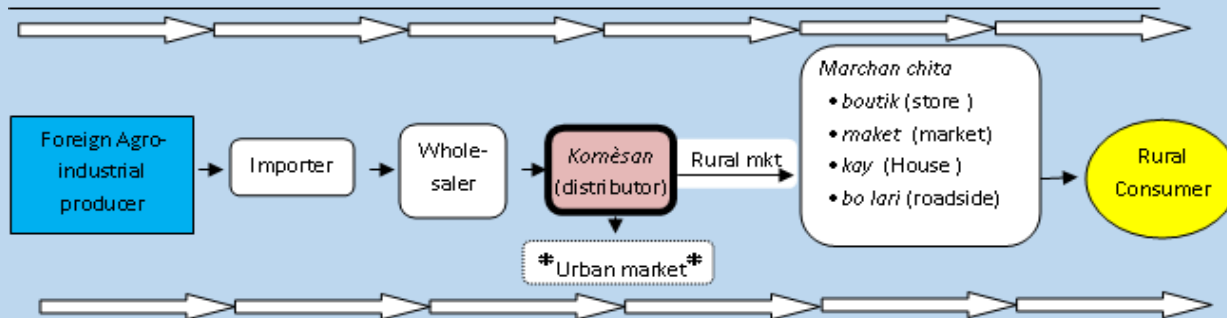 Foreign Agro-
industrial
producer
Importer
Whole-
saler
Komèsan
(distributor)
Rural mkt
*Urban market*
Marchan chita
• boutik (store )
• maket (market)
• kay (House )
• bo lari (roadside)
Rural
Consumer